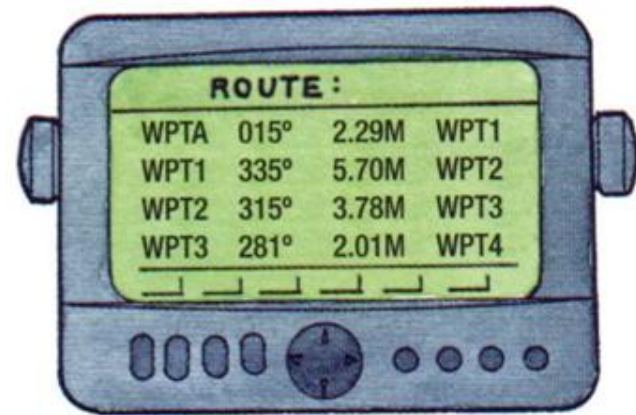 ROUTE:
WPTA 015º 2.29M WPT1
WPT1 335º 5.70M WPT2
WPT2 315º 3.78M WPT3
WPT3 281º 2.01M WPT4